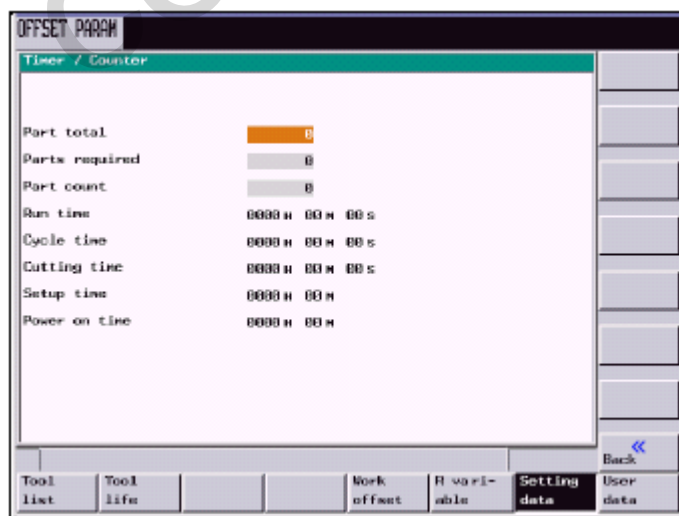 OFFSET PARAM
Timer / Counter
Part total 0
Parts required 0
Part count 0
Run time 0000 H 00 M 00 S
Cycle time 0000 H 00 M 00 S
Cutting time 0000 H 00 M 00 S
Setup time 0000 H 00 M
Power on time 0000 H 00 M
«
Back
Tool list
Tool life
Work offset
R vari- able
Setting data
User data